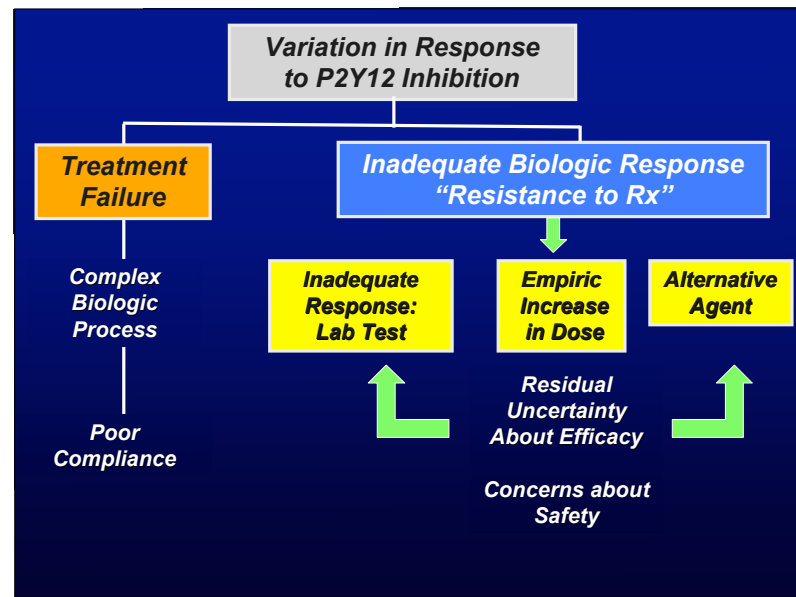 Variation in Response
to P2Y12 Inhibition
Treatment
Failure
Inadequate Biologic Response
“Resistance to Rx”
Complex
Biologic
Process
Poor
Compliance
Inadequate
Response:
Lab Test
Empiric
Increase
in Dose
Alternative
Agent
Residual
Uncertainty
About Efficacy
Concerns about
Safety